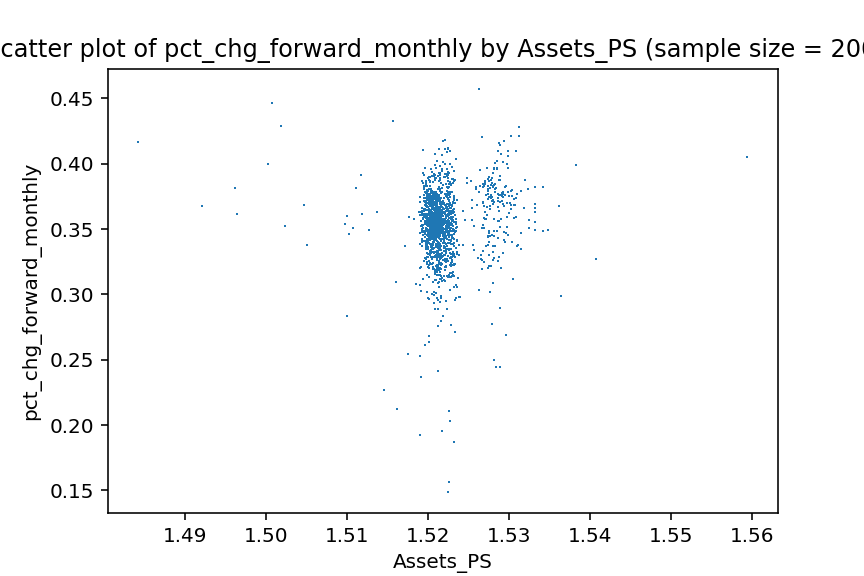 catter plot of pct_chg_forward_monthly by Assets_PS (sample size = 200
0.45
0.40
0.35
0.30
0.25
0.20
0.15
pct_chg_forward_monthly
1.49 1.50 1.51 1.52 1.53 1.54 1.55 1.56
Assets_PS